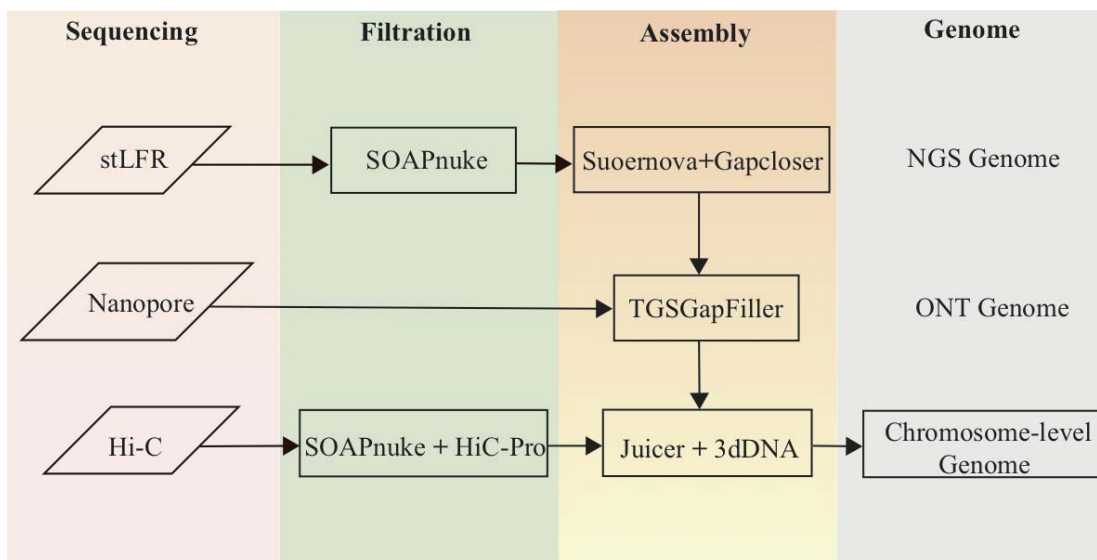 Sequencing
Filtration
Assembly
Genome
stLFR
SOAPnuke
Suoernova+Gapcloser
NGS Genome
Nanopore
TGSGapFiller
ONT Genome
Hi-C
SOAPnuke + HiC-Pro
Juicer + 3dDNA
Chromosome-level
Genome